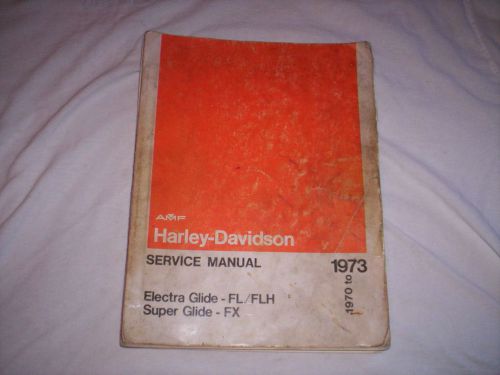 AMF
Harley-Davidson
SERVICE MANUAL
1970 to 1973
Electra Glide - FL/FLH
Super Glide - FX